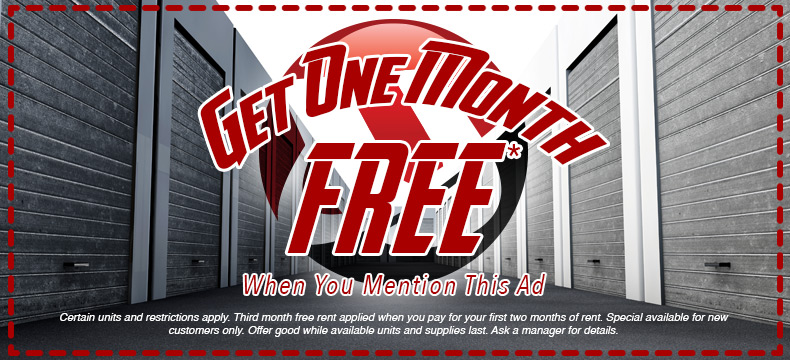 Get One Month
FREE*
When You Mention This Ad
Certain units and restrictions apply. Third month free rent applied when you pay for your first two months of rent. Special available for new
customers only. Offer good while available units and supplies last. Ask a manager for details.